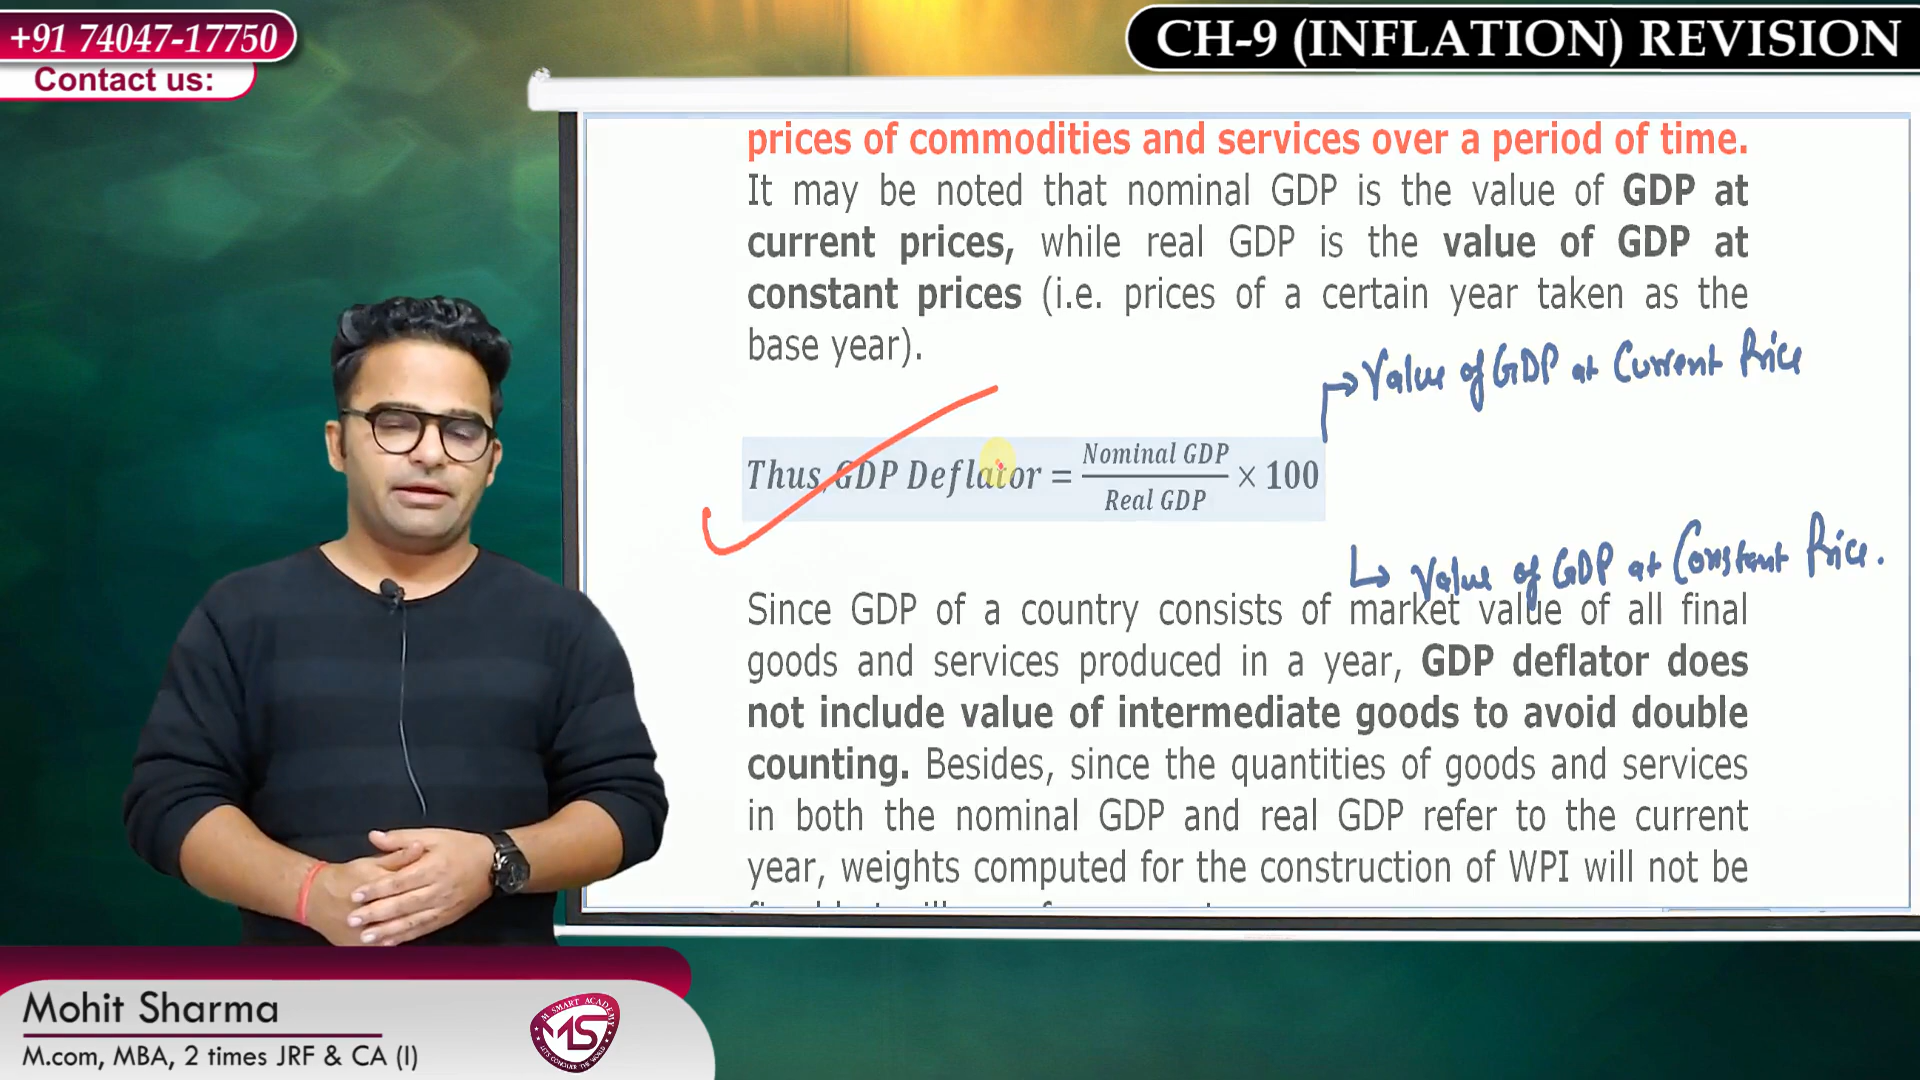 +91 74047-17750
Contact us:
CH-9 (INFLATION) REVISION
prices of commodities and services over a period of time.
It may be noted that nominal GDP is the value of GDP at
current prices, while real GDP is the value of GDP at
constant prices (i.e. prices of a certain year taken as the
base year).
Value of GDP at Current Price
Thus, GDP Deflator = Nominal GDP / Real GDP × 100
Value of GDP at Constant Price.
Since GDP of a country consists of market value of all final
goods and services produced in a year, GDP deflator does
not include value of intermediate goods to avoid double
counting. Besides, since the quantities of goods and services
in both the nominal GDP and real GDP refer to the current
year, weights computed for the construction of WPI will not be
Mohit Sharma
M.com, MBA, 2 times JRF & CA (I)
M SMART ACADEMY
MS
LETS CONQUER THE WORLD